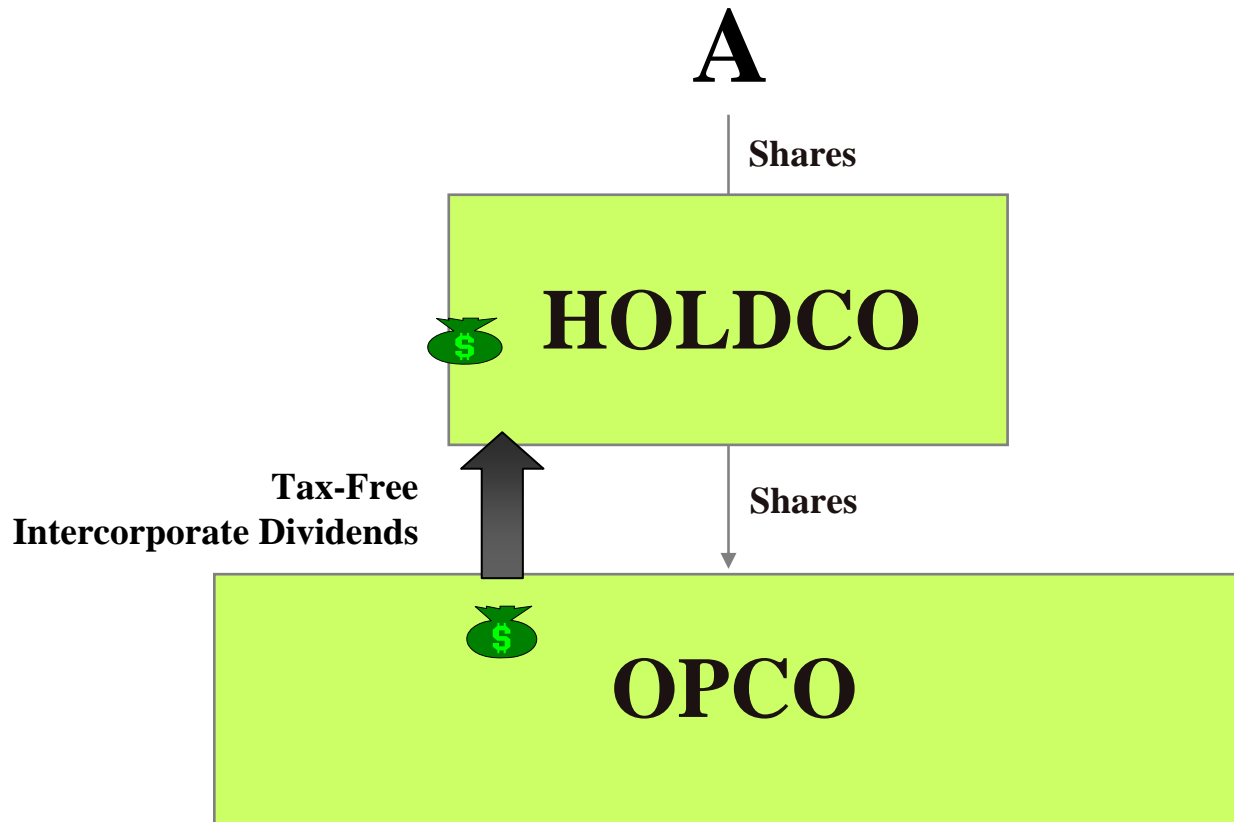 A
Shares
HOLDCO
$
Tax-Free
Intercorporate Dividends
Shares
$
OPCO